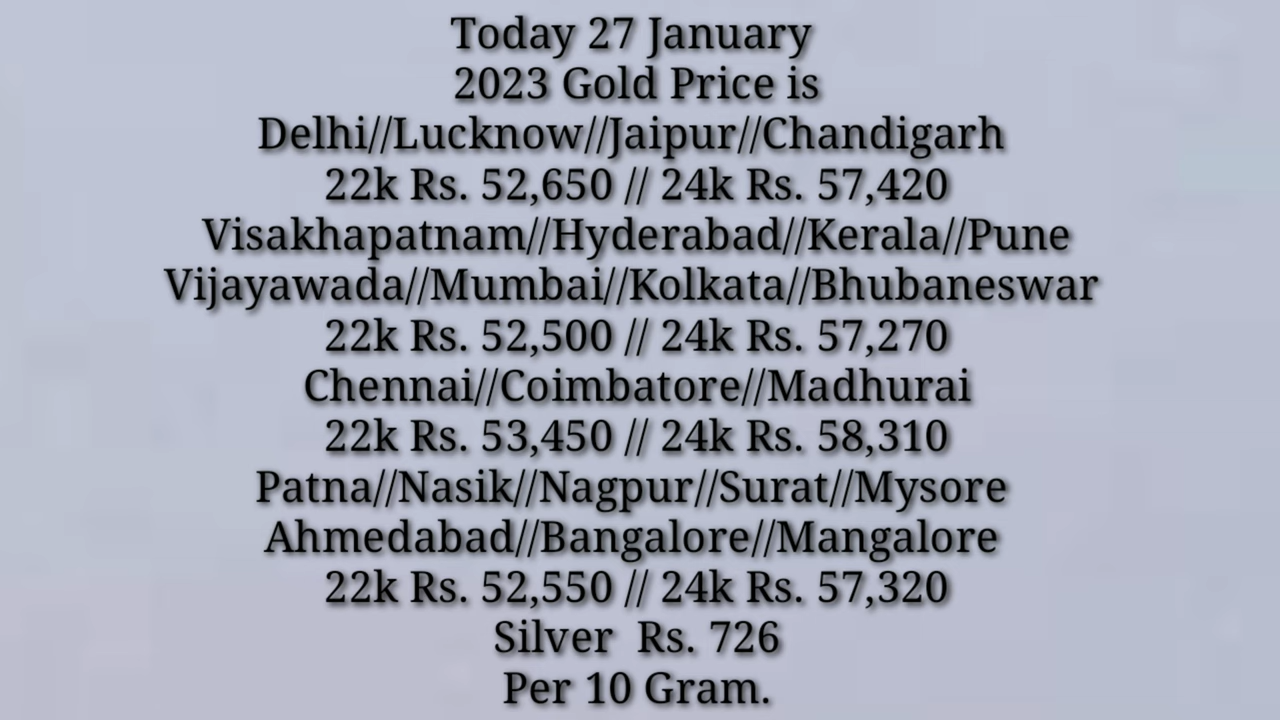 Today 27 January
2023 Gold Price is
Delhi//Lucknow//Jaipur//Chandigarh
22k Rs. 52,650 // 24k Rs. 57,420
Visakhapatnam//Hyderabad//Kerala//Pune
Vijayawada//Mumbai//Kolkata//Bhubaneswar
22k Rs. 52,500 // 24k Rs. 57,270
Chennai//Coimbatore//Madhurai
22k Rs. 53,450 // 24k Rs. 58,310
Patna//Nasik//Nagpur//Surat//Mysore
Ahmedabad//Bangalore//Mangalore
22k Rs. 52,550 // 24k Rs. 57,320
Silver  Rs. 726
Per 10 Gram.